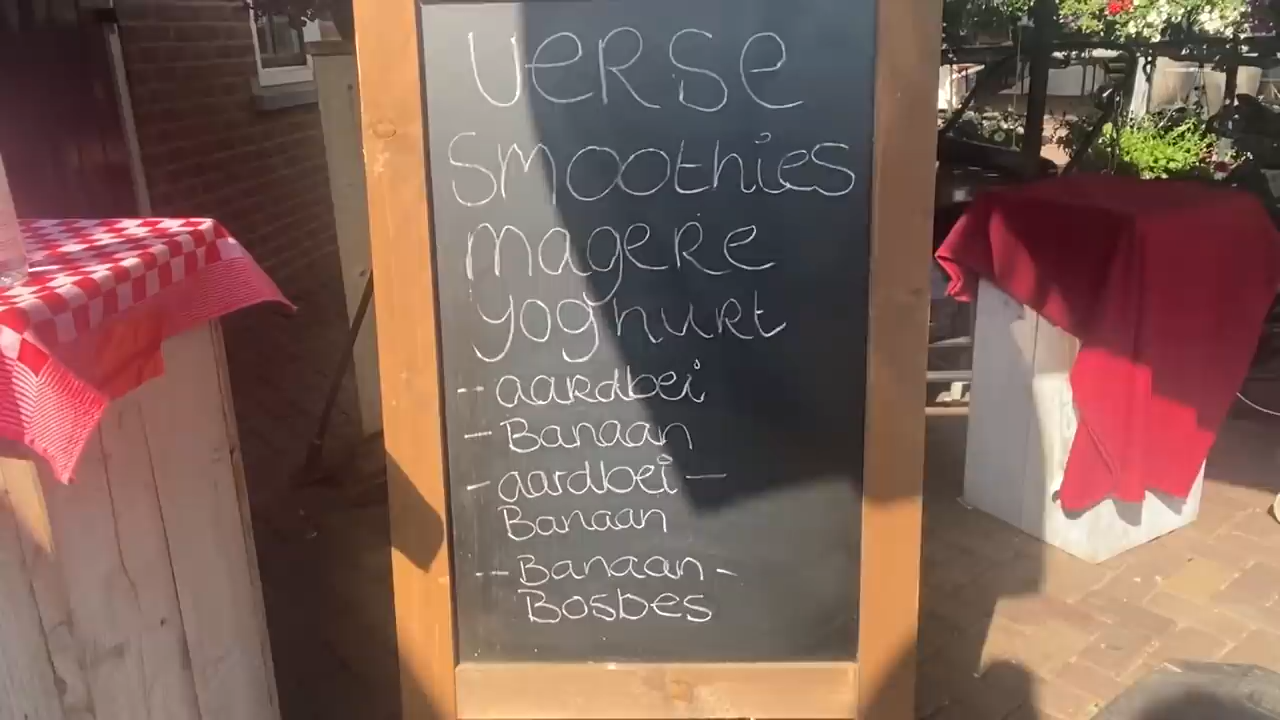 VERSE
SMOOTHIES
MAGERE
YOGHURT
-- aardbei
- Banaan
- aardbei -
Banaan
-- Banaan -
Bosbes